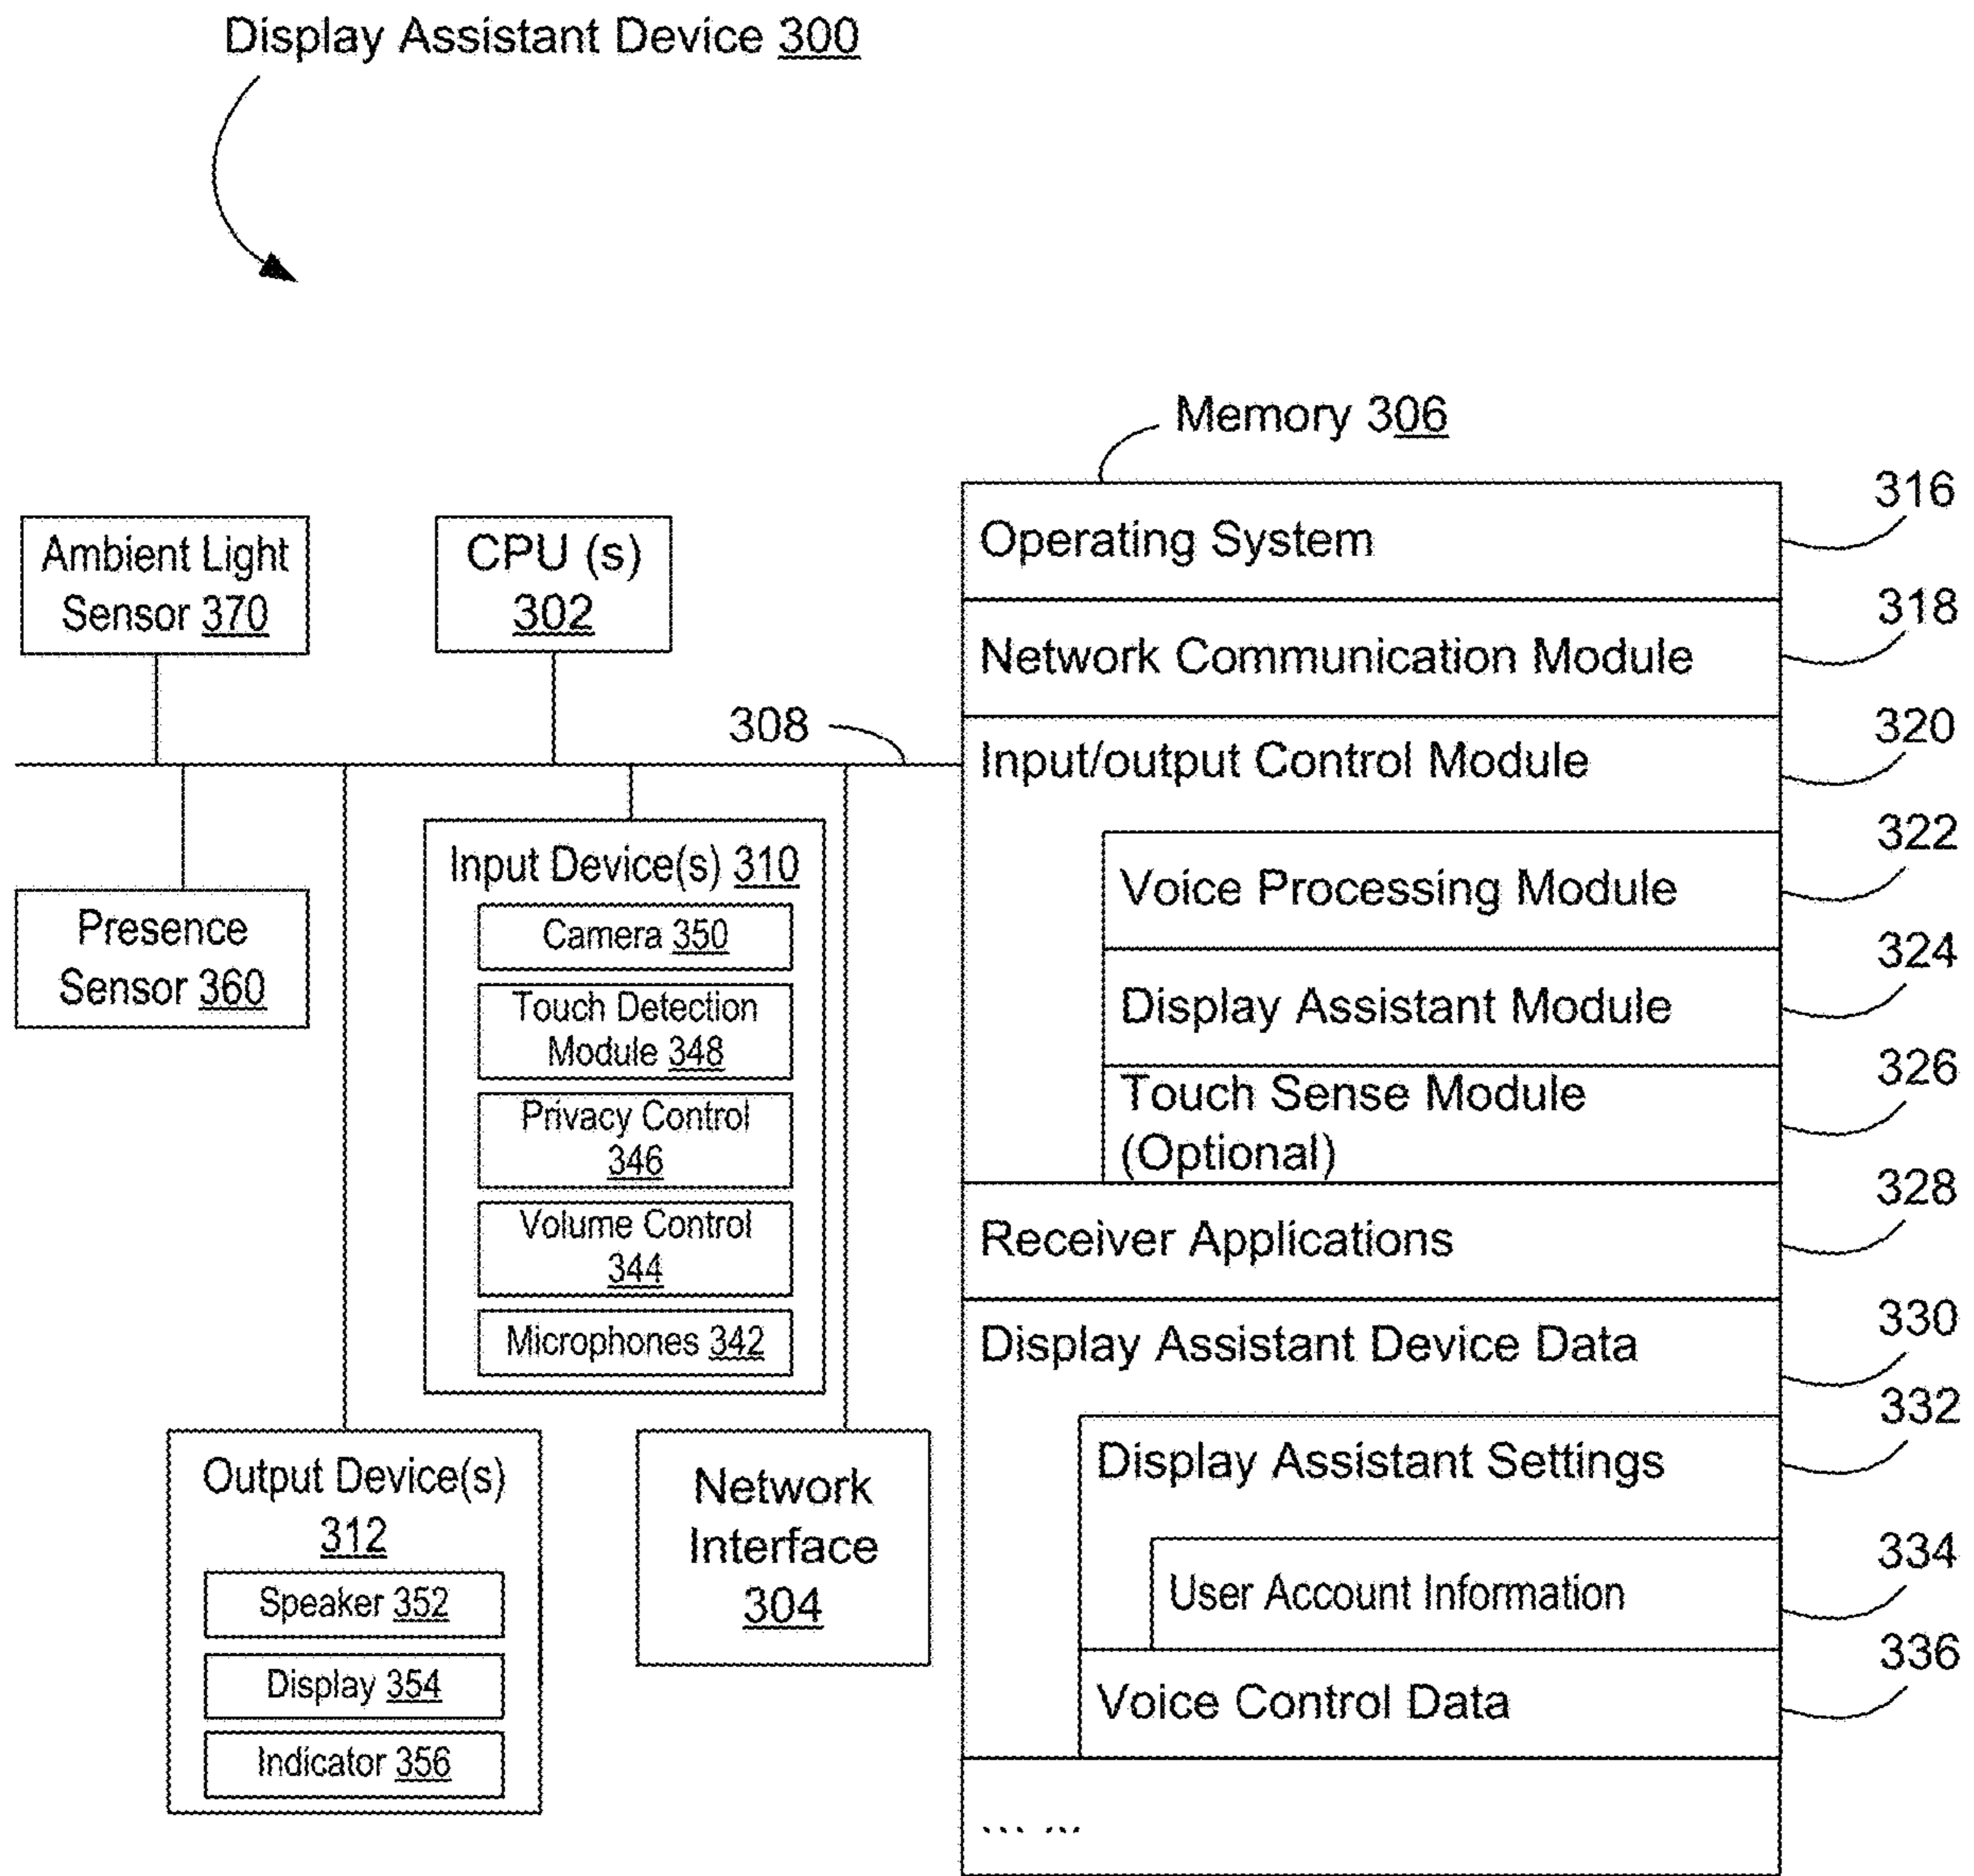 Display Assistant Device 300
Memory 306
Ambient Light
Sensor 370
CPU (s)
302
308
Presence
Sensor 360
Input Device(s) 310
Camera 350
Touch Detection
Module 348
Privacy Control
346
Volume Control
344
Microphones 342
Output Device(s)
312
Speaker 352
Display 354
Indicator 356
Network
Interface
304
Operating System
316
Network Communication Module
318
Input/output Control Module
320
Voice Processing Module
322
Display Assistant Module
324
Touch Sense Module
(Optional)
326
Receiver Applications
328
Display Assistant Device Data
330
Display Assistant Settings
332
User Account Information
334
Voice Control Data
336
... ...